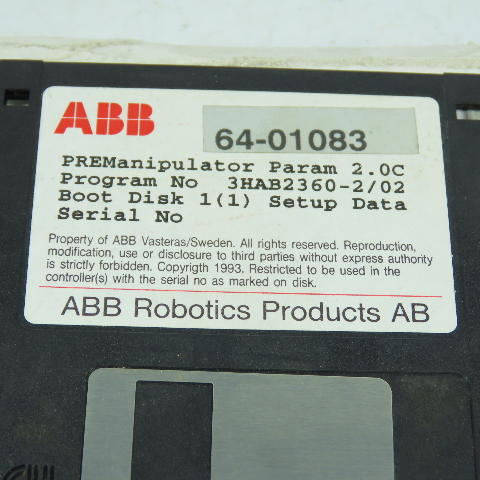 ABB
64-01083
PREManipulator Param 2.0C
Program No 3HAB2360-2/02
Boot Disk 1(1) Setup Data
Serial No
Property of ABB Vasteras/Sweden. All rights reserved. Reproduction,
modification, use or disclosure to third parties without express authority
is strictly forbidden. Copyrigth 1993. Restricted to be used in the
controller(s) with the serial no as marked on disk.
ABB Robotics Products AB